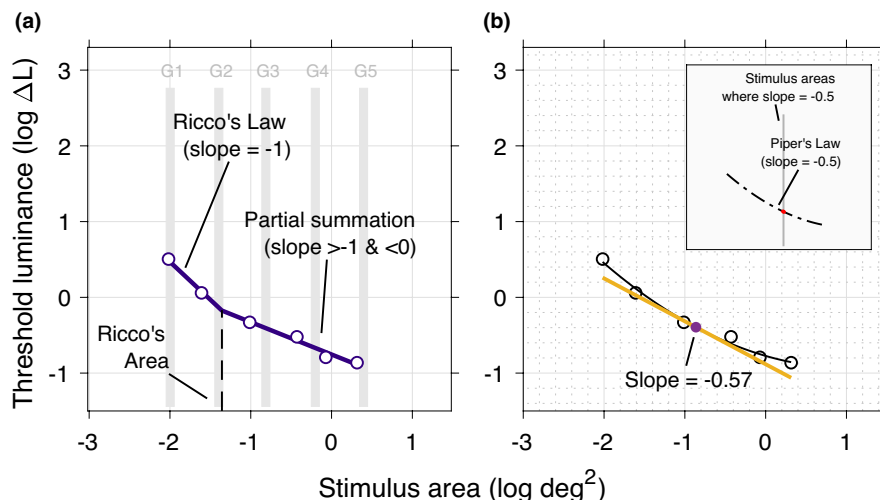 (a)
(b)
Threshold luminance (log ΔL)
3
2
1
0
-1
G1 G2 G3 G4 G5
Ricco's Law
(slope = -1)
Partial summation
(slope >-1 & <0)
Ricco's
Area
-3 -2 -1 0 1
3
2
1
0
-1
Stimulus areas
where slope = -0.5
Piper's Law
(slope = -0.5)
Slope = -0.57
-3 -2 -1 0 1
Stimulus area (log deg²)